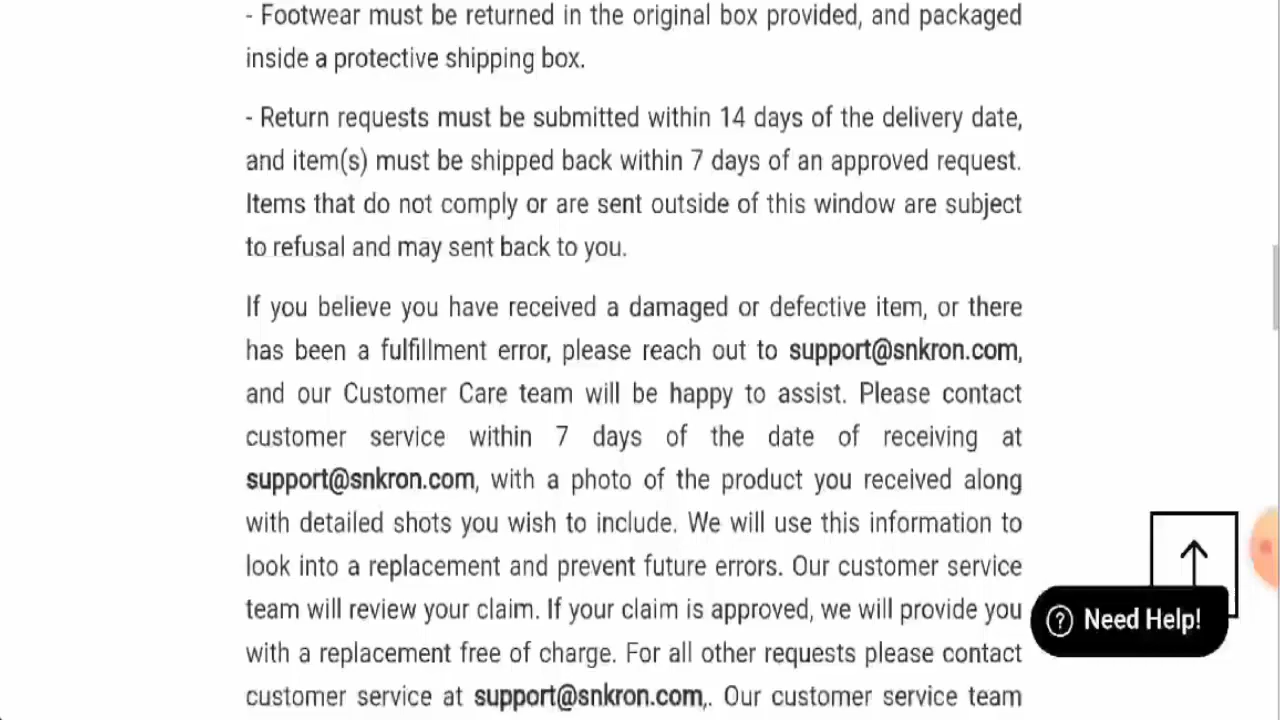 - Footwear must be returned in the original box provided, and packaged
inside a protective shipping box.
- Return requests must be submitted within 14 days of the delivery date,
and item(s) must be shipped back within 7 days of an approved request.
Items that do not comply or are sent outside of this window are subject
to refusal and may sent back to you.
If you believe you have received a damaged or defective item, or there
has been a fulfillment error, please reach out to support@snkron.com,
and our Customer Care team will be happy to assist. Please contact
customer service within 7 days of the date of receiving at
support@snkron.com, with a photo of the product you received along
with detailed shots you wish to include. We will use this information to
look into a replacement and prevent future errors. Our customer service
team will review your claim. If your claim is approved, we will provide you
with a replacement free of charge. For all other requests please contact
customer service at support@snkron.com,. Our customer service team
Need Help!